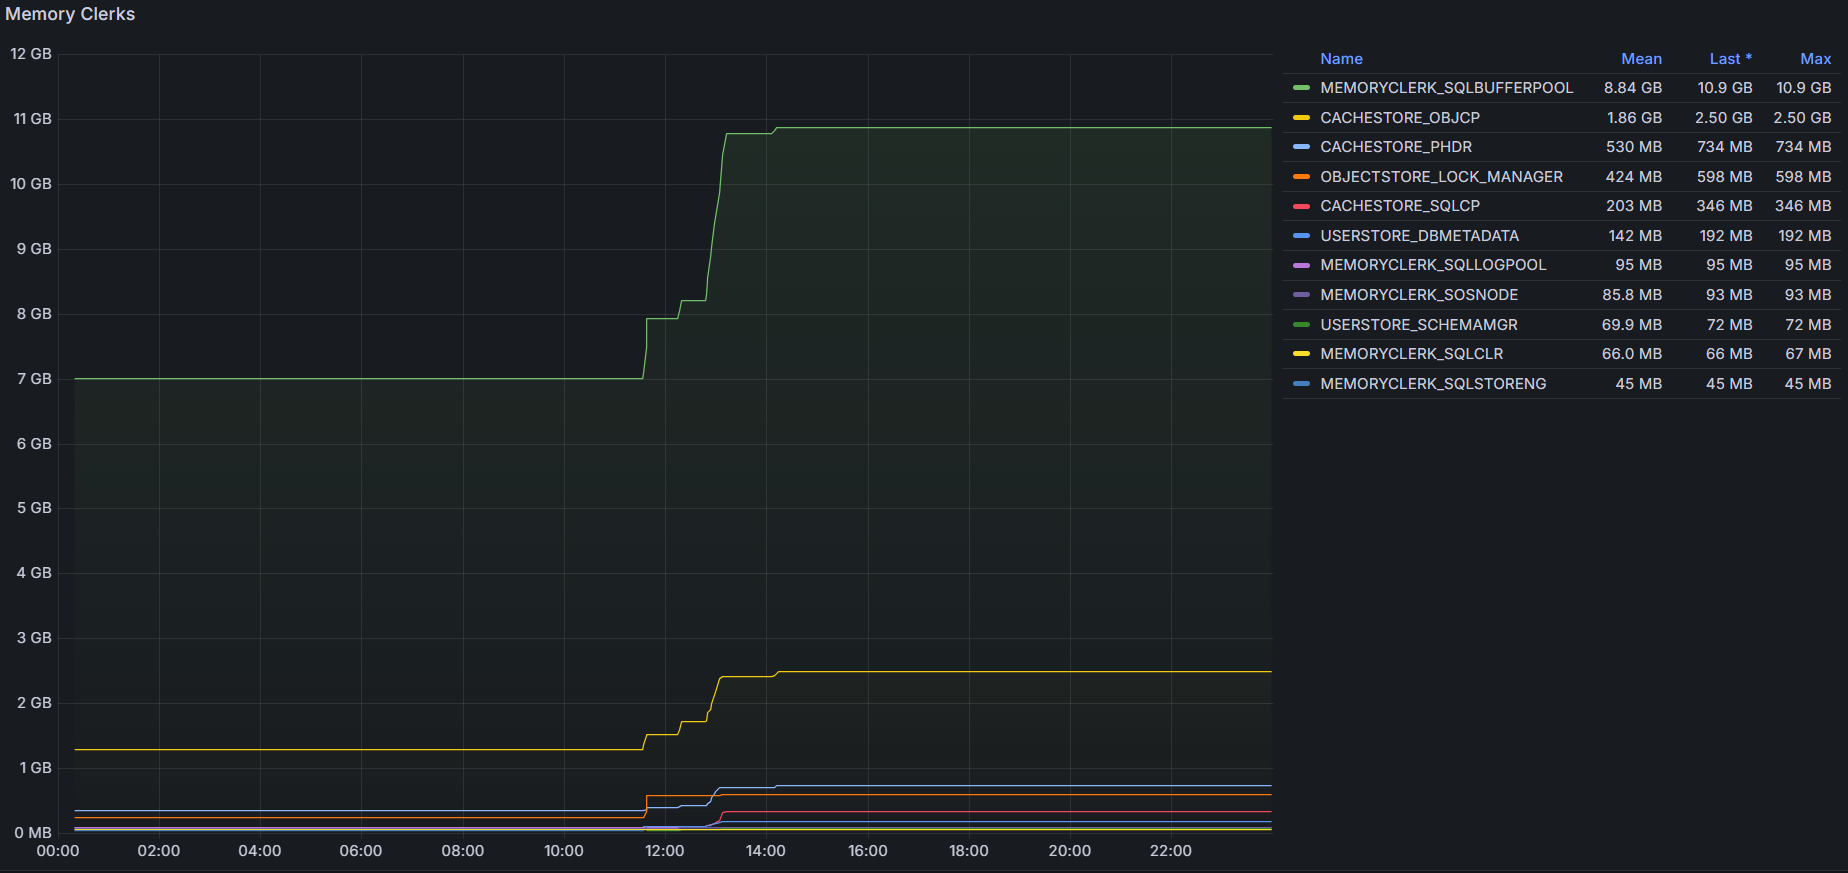 Memory Clerks
12 GB
11 GB
10 GB
9 GB
8 GB
7 GB
6 GB
5 GB
4 GB
3 GB
2 GB
1 GB
0 MB
00:00 02:00 04:00 06:00 08:00 10:00 12:00 14:00 16:00 18:00 20:00 22:00
Name Mean Last * Max
MEMORYCLERK_SQLBUFFERPOOL 8.84 GB 10.9 GB 10.9 GB
CACHESTORE_OBJCP 1.86 GB 2.50 GB 2.50 GB
CACHESTORE_PHDR 530 MB 734 MB 734 MB
OBJECTSTORE_LOCK_MANAGER 424 MB 598 MB 598 MB
CACHESTORE_SQLCP 203 MB 346 MB 346 MB
USERSTORE_DBMETADATA 142 MB 192 MB 192 MB
MEMORYCLERK_SQLLOGPOOL 95 MB 95 MB 95 MB
MEMORYCLERK_SOSNODE 85.8 MB 93 MB 93 MB
USERSTORE_SCHEMAMGR 69.9 MB 72 MB 72 MB
MEMORYCLERK_SQLCLR 66.0 MB 66 MB 67 MB
MEMORYCLERK_SQLSTORENG 45 MB 45 MB 45 MB